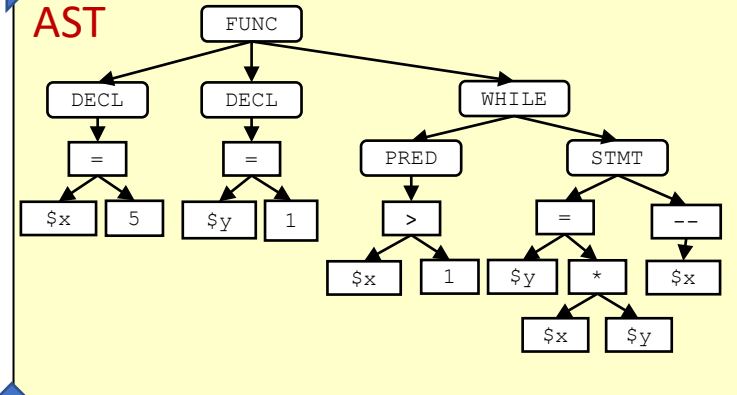 AST
FUNC
DECL DECL WHILE
= = PRED STMT
$x 5 $y 1 > = --
$x 1 $y * $x
$x $y